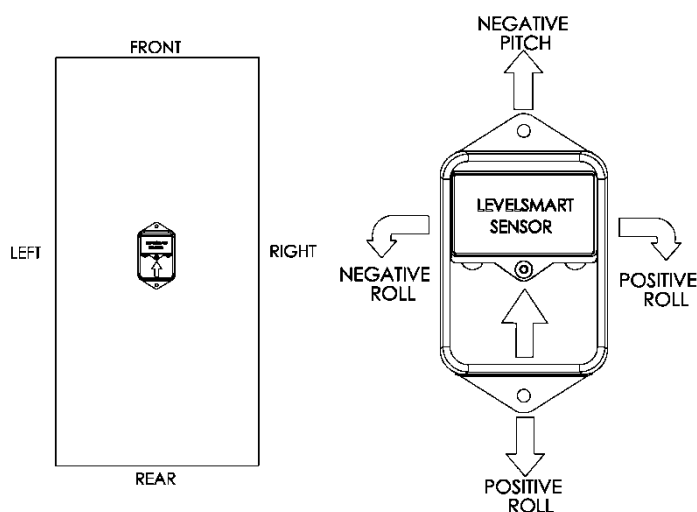 FRONT
LEFT
RIGHT
REAR
NEGATIVE
PITCH
LEVELSMART
SENSOR
NEGATIVE
ROLL
POSITIVE
ROLL
POSITIVE
ROLL